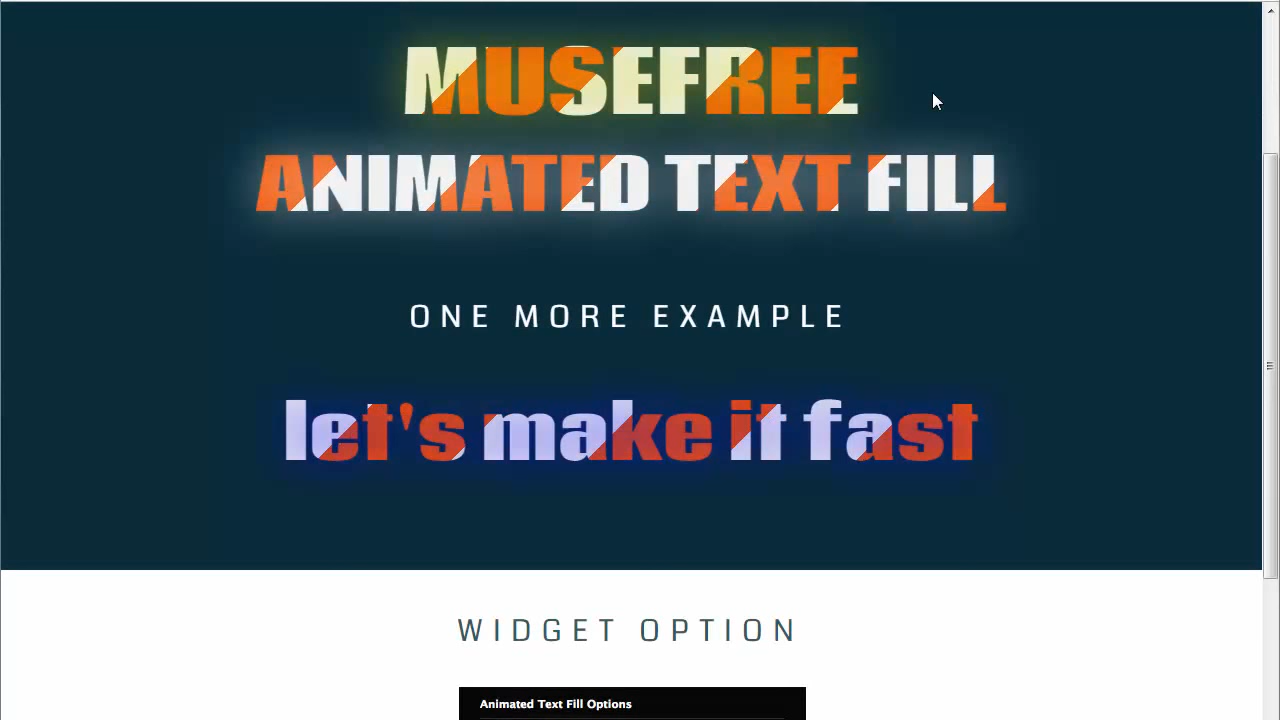 MUSEFREE
ANIMATED TEXT FILL
ONE MORE EXAMPLE
let's make it fast
WIDGET OPTION
Animated Text Fill Options